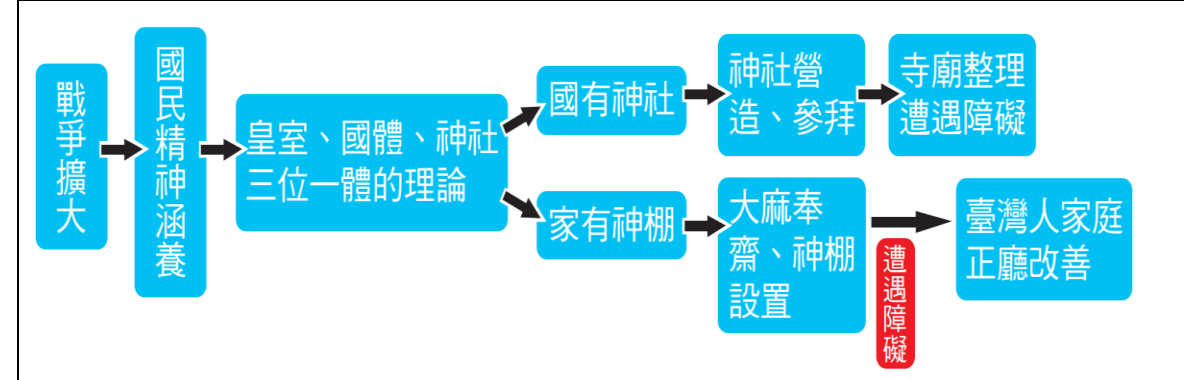 戰爭擴大
國民精神涵養
皇室、國體、神社
三位一體的理論
國有神社
神社營
造、參拜
寺廟整理
遭遇障礙
家有神棚
大麻奉
齋、神棚
設置
遭遇障礙
臺灣人家庭
正廳改善